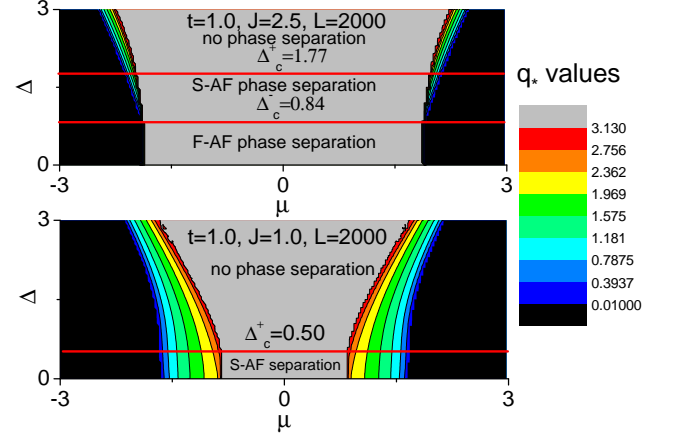 3
t=1.0, J=2.5, L=2000
no phase separation
Δc+=1.77
Δ
S-AF phase separation
Δc-=0.84
F-AF phase separation
0
-3
0
3
μ
3
t=1.0, J=1.0, L=2000
no phase separation
Δ
Δc+=0.50
S-AF separation
0
-3
0
3
μ
q* values
3.130
2.756
2.362
1.969
1.575
1.181
0.7875
0.3937
0.01000